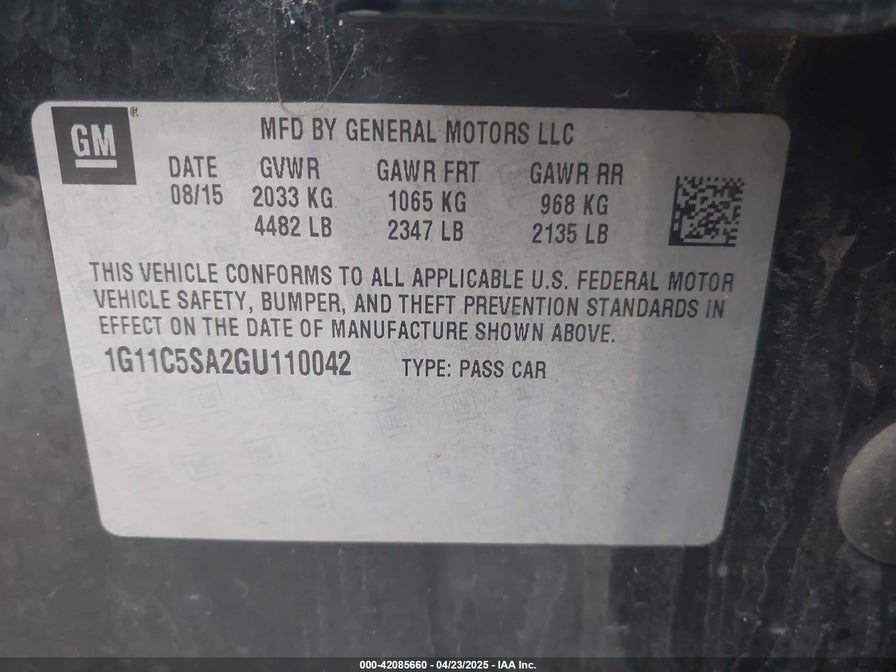 GM®
MFD BY GENERAL MOTORS LLC
DATE GVWR GAWR FRT GAWR RR
08/15 2033 KG 1065 KG 968 KG
4482 LB 2347 LB 2135 LB
THIS VEHICLE CONFORMS TO ALL APPLICABLE U.S. FEDERAL MOTOR
VEHICLE SAFETY, BUMPER, AND THEFT PREVENTION STANDARDS IN
EFFECT ON THE DATE OF MANUFACTURE SHOWN ABOVE.
1G11C5SA2GU110042 TYPE: PASS CAR
000-42085660 - 04/23/2025 - IAA Inc.